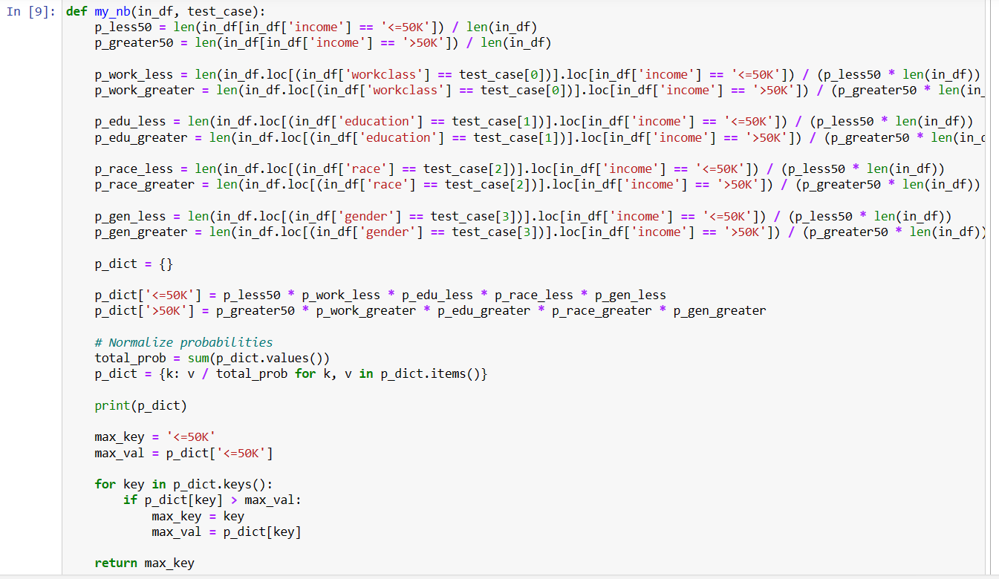 In [9]: def my_nb(in_df, test_case):
p_less50 = len(in_df[in_df['income'] == '<=50K']) / len(in_df)
p_greater50 = len(in_df[in_df['income'] == '>50K']) / len(in_df)
p_work_less = len(in_df.loc[(in_df['workclass'] == test_case[0])].loc[in_df['income'] == '<=50K']) / (p_less50 * len(in_df))
p_work_greater = len(in_df.loc[(in_df['workclass'] == test_case[0])].loc[in_df['income'] == '>50K']) / (p_greater50 * len(in_
p_edu_less = len(in_df.loc[(in_df['education'] == test_case[1])].loc[in_df['income'] == '<=50K']) / (p_less50 * len(in_df))
p_edu_greater = len(in_df.loc[(in_df['education'] == test_case[1])].loc[in_df['income'] == '>50K']) / (p_greater50 * len(in_
p_race_less = len(in_df.loc[(in_df['race'] == test_case[2])].loc[in_df['income'] == '<=50K']) / (p_less50 * len(in_df))
p_race_greater = len(in_df.loc[(in_df['race'] == test_case[2])].loc[in_df['income'] == '>50K']) / (p_greater50 * len(in_df))
p_gen_less = len(in_df.loc[(in_df['gender'] == test_case[3])].loc[in_df['income'] == '<=50K']) / (p_less50 * len(in_df))
p_gen_greater = len(in_df.loc[(in_df['gender'] == test_case[3])].loc[in_df['income'] == '>50K']) / (p_greater50 * len(in_df))
p_dict = {}
p_dict['<=50K'] = p_less50 * p_work_less * p_edu_less * p_race_less * p_gen_less
p_dict['>50K'] = p_greater50 * p_work_greater * p_edu_greater * p_race_greater * p_gen_greater
# Normalize probabilities
total_prob = sum(p_dict.values())
p_dict = {k: v / total_prob for k, v in p_dict.items()}
print(p_dict)
max_key = '<=50K'
max_val = p_dict['<=50K']
for key in p_dict.keys():
if p_dict[key] > max_val:
max_key = key
max_val = p_dict[key]
return max_key